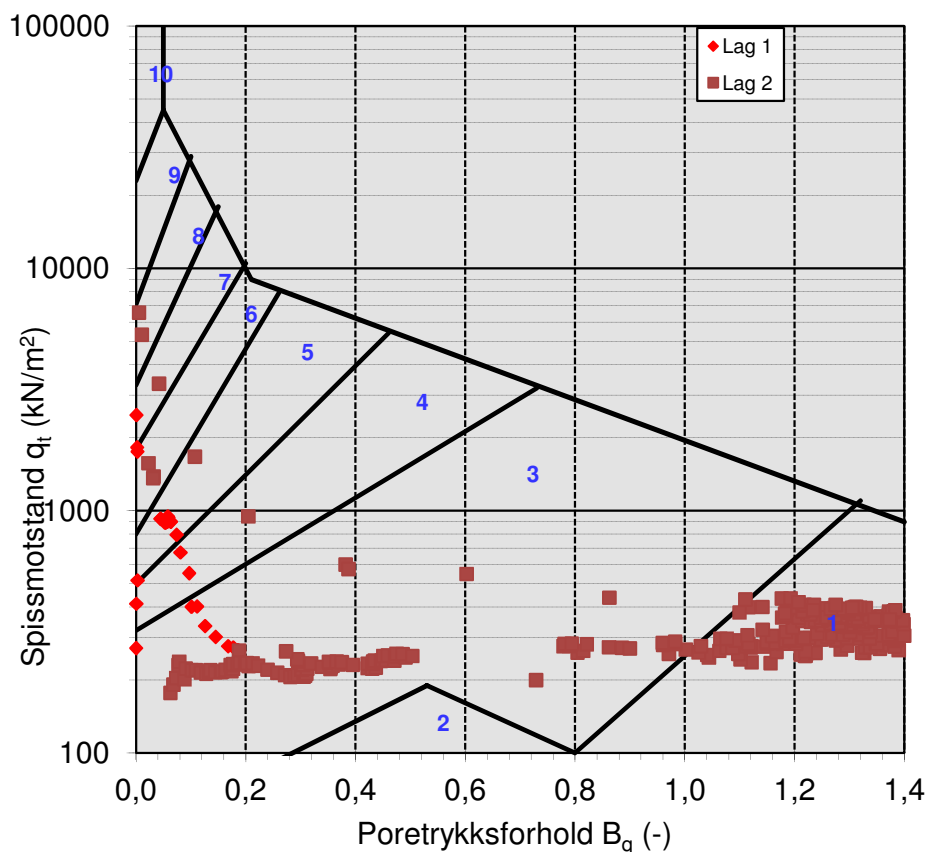 100000
10000
1000
100
Spissmotstand qt (kN/m²)
Lag 1
Lag 2
10
9
8
7
6
5
4
3
2
1
0,0 0,2 0,4 0,6 0,8 1,0 1,2 1,4
Poretrykksforhold Bq (-)